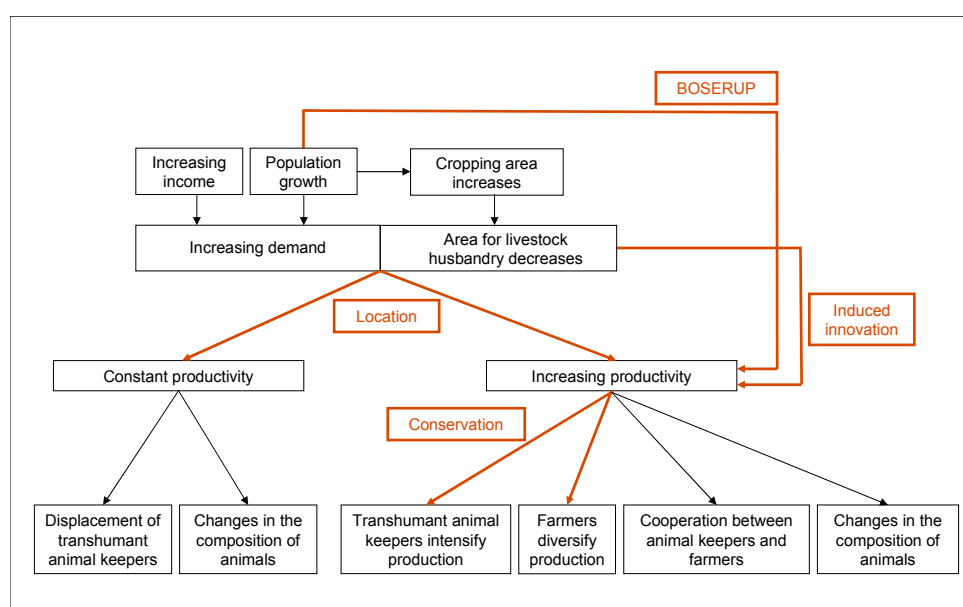 BOSERUP
Increasing
income
Population
growth
Cropping area
increases
Increasing demand
Area for livestock
husbandry decreases
Location
Induced
innovation
Constant productivity
Increasing productivity
Conservation
Displacement of
transhumant
animal keepers
Changes in the
composition of
animals
Transhumant animal
keepers intensify
production
Farmers
diversify
production
Cooperation between
animal keepers and
farmers
Changes in the
composition of
animals